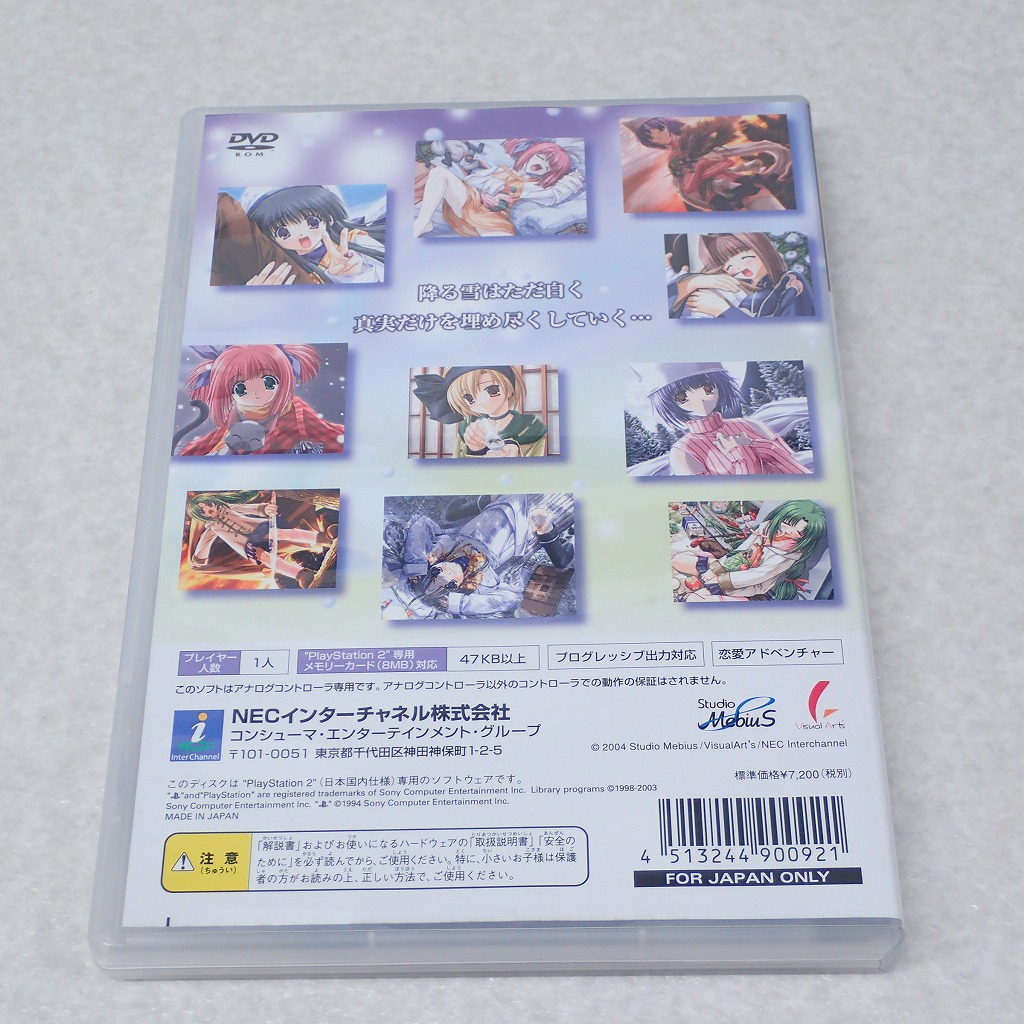 DVD
ROM
降る雪はただ白く
真実だけを埋め尽くしていく…
プレイヤー
人数
1人
"PlayStation 2"専用
メモリーカード(8MB)対応
47KB以上
プログレッシブ出力対応
恋愛アドベンチャー
このソフトはアナログコントローラ専用です。アナログコントローラ以外のコントローラでの動作の保証はされません。
Inter Channel
NECインターチャネル株式会社
コンシューマ・エンターテインメント・グループ
〒101-0051 東京都千代田区神田神保町1-2-5
Studio
MœbiuS
Visual Art's
© 2004 Studio Mebius/VisualArt's/NEC Interchannel
標準価格¥7,200(税別)
このディスクは "PlayStation 2"(日本国内仕様)専用のソフトウェアです。
" "and"PlayStation" are registered trademarks of Sony Computer Entertainment Inc. Library programs ©1998-2003
Sony Computer Entertainment Inc. " " ©1994 Sony Computer Entertainment Inc.
MADE IN JAPAN
注意
(ちゅうい)
「解説書」およびお使いになるハードウェアの「取扱説明書」「安全の
ために」を必ず読んでから、ご使用ください。特に、小さいお子様は保護
者の方がお読みの上、正しい方法で、ご使用ください。
4 513244 900921
FOR JAPAN ONLY